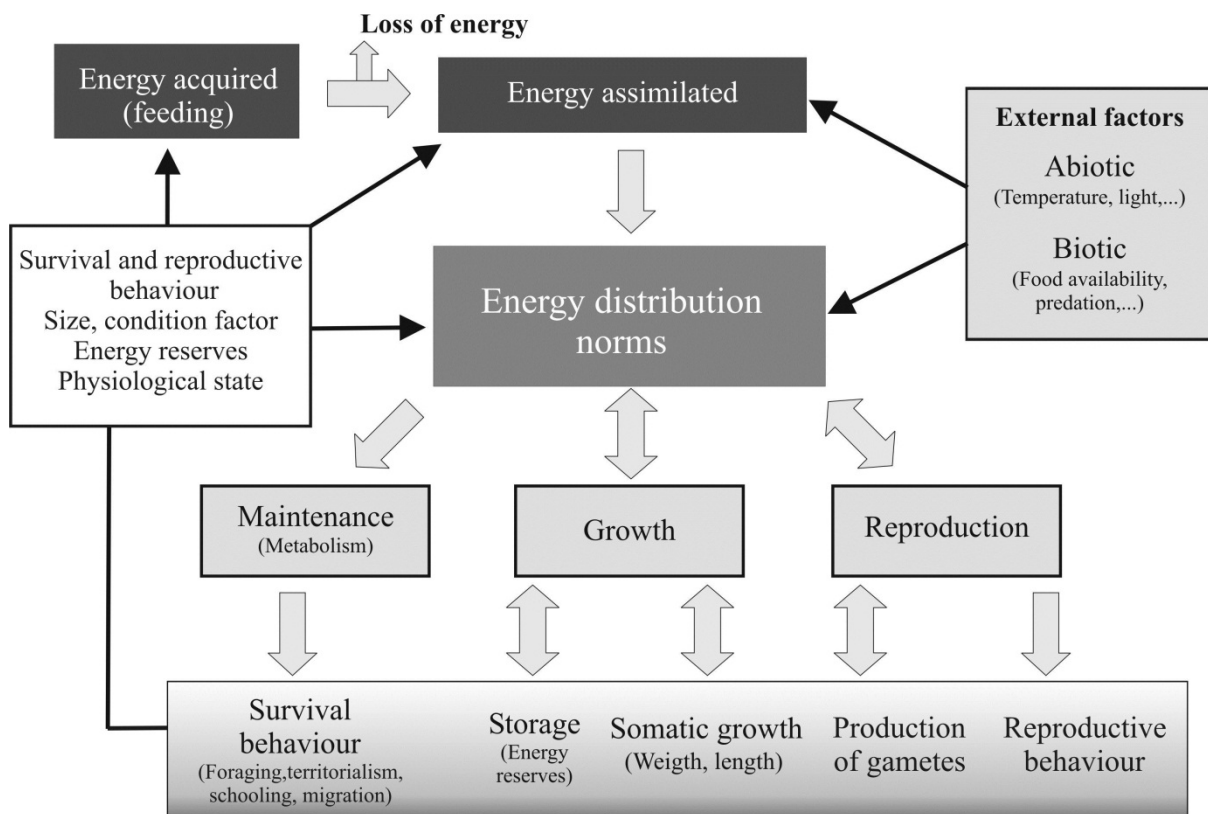 Loss of energy
Energy acquired
(feeding)
Energy assimilated
External factors
Abiotic
(Temperature, light,...)
Biotic
(Food availability,
predation,...)
Survival and reproductive
behaviour
Size, condition factor
Energy reserves
Physiological state
Energy distribution
norms
Maintenance
(Metabolism)
Growth
Reproduction
Survival
behaviour
(Foraging,territorialism,
schooling, migration)
Storage
(Energy
reserves)
Somatic growth
(Weigth, length)
Production
of gametes
Reproductive
behaviour